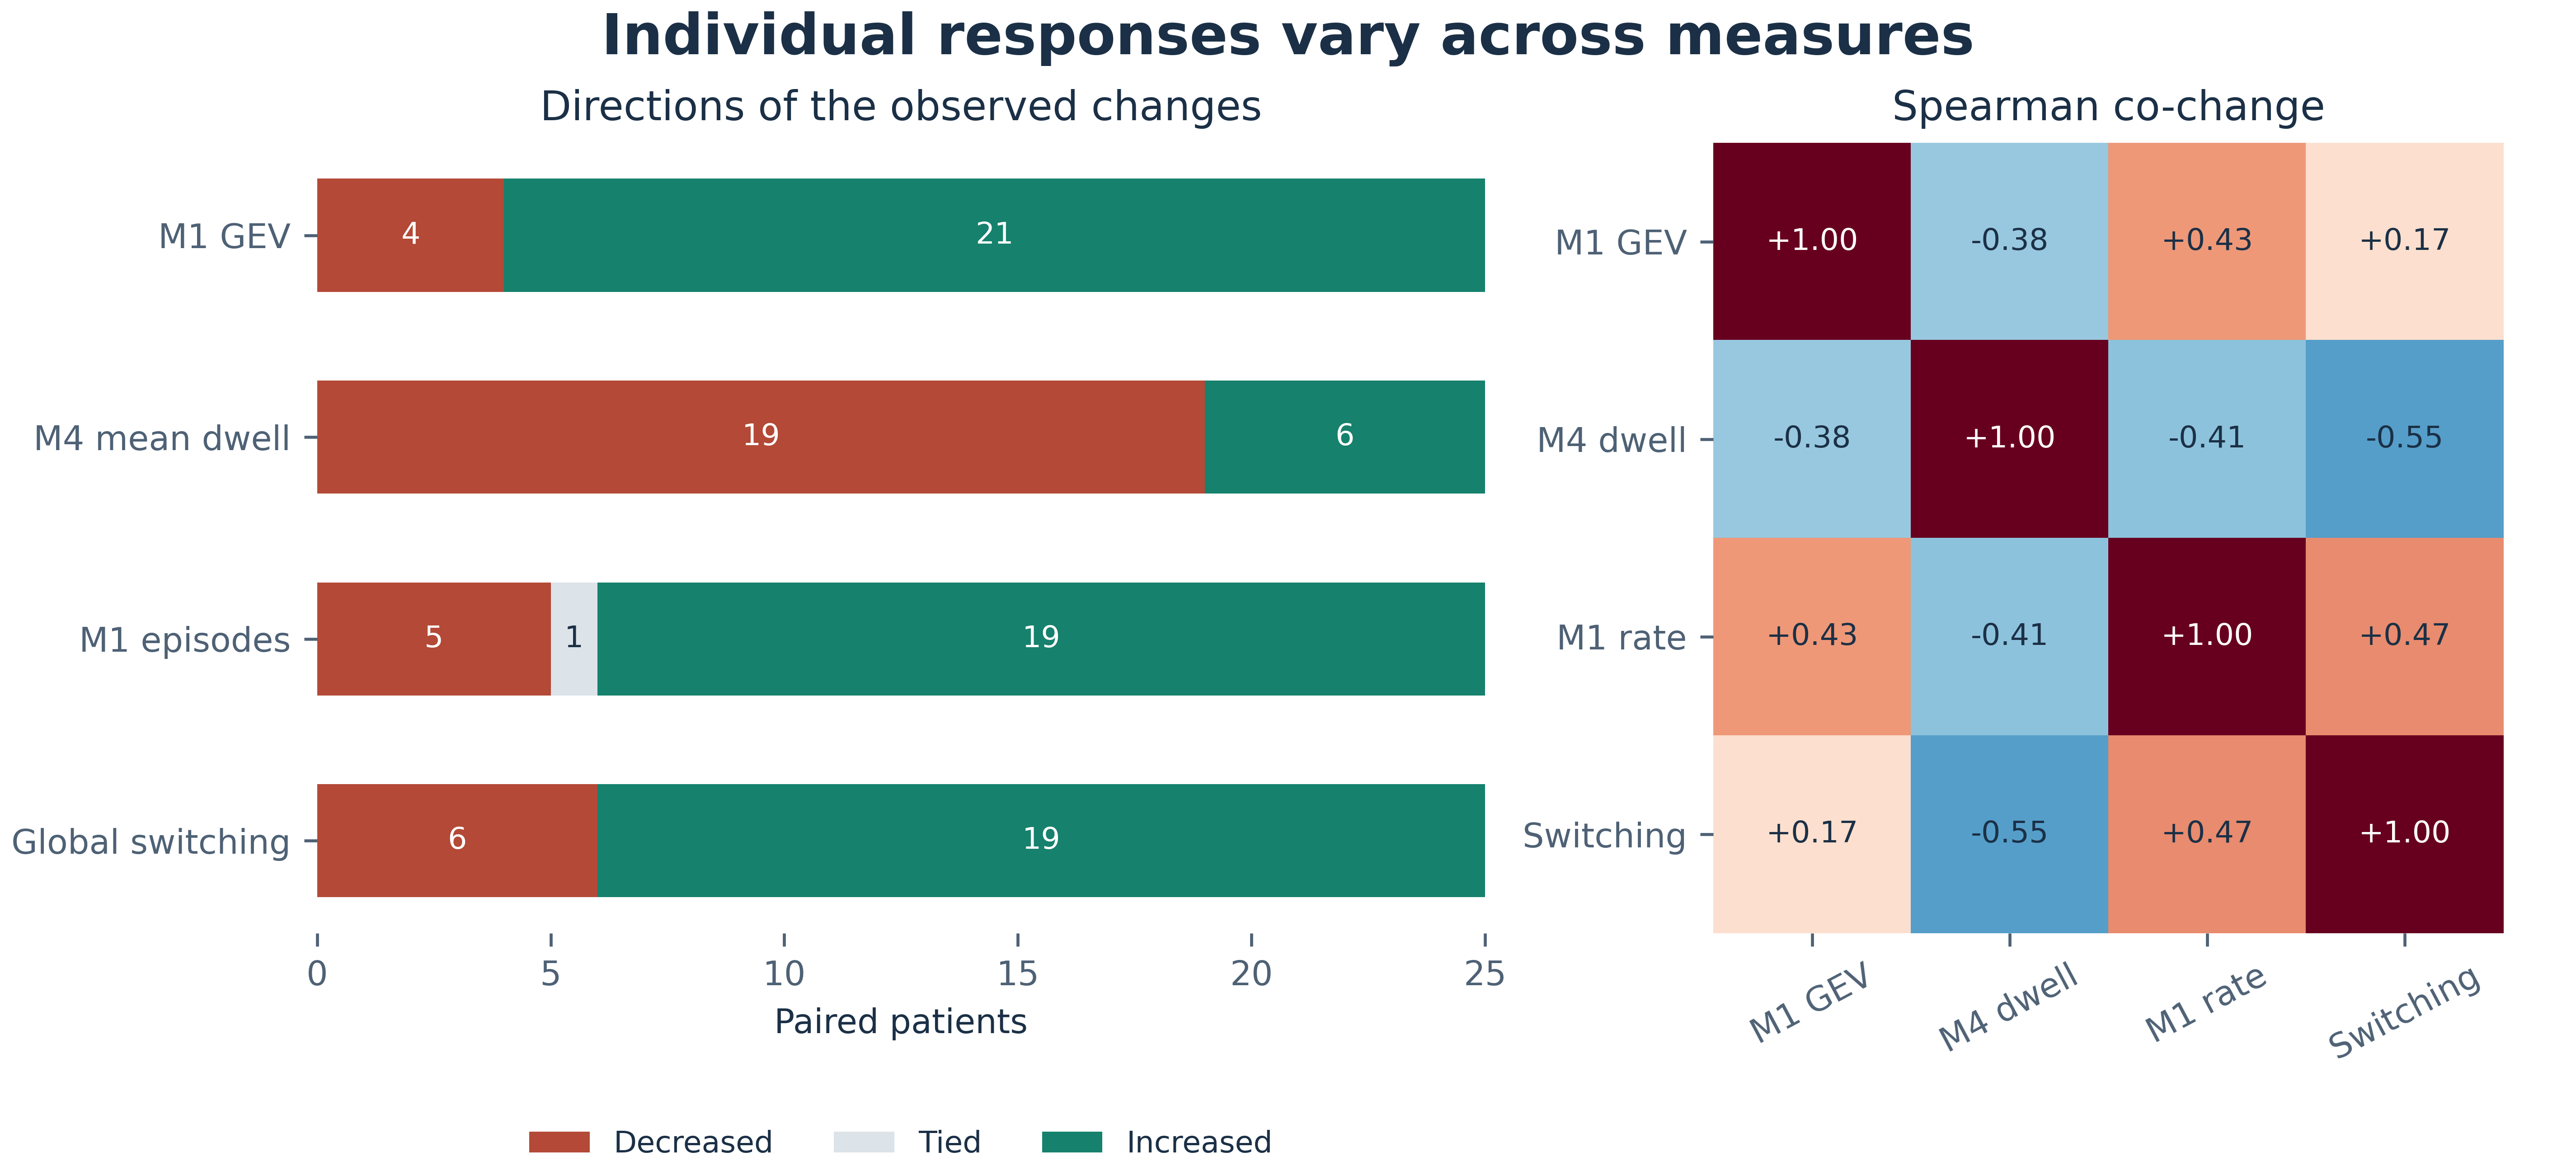 Individual responses vary across measures
Directions of the observed changes
M1 GEV 4 21
M4 mean dwell 19 6
M1 episodes 5 1 19
Global switching 6 19
0 5 10 15 20 25
Paired patients
Decreased Tied Increased
Spearman co-change
M1 GEV +1.00 -0.38 +0.43 +0.17
M4 dwell -0.38 +1.00 -0.41 -0.55
M1 rate +0.43 -0.41 +1.00 +0.47
Switching +0.17 -0.55 +0.47 +1.00
M1 GEV M4 dwell M1 rate Switching